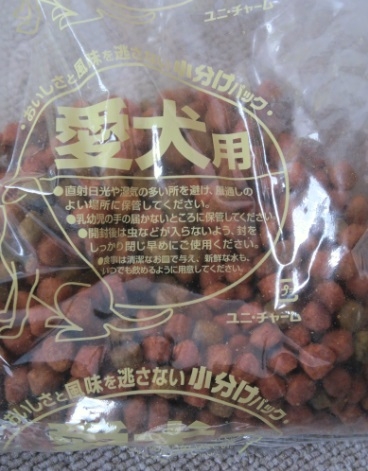 ユニ・チャーム
・おいしさと風味を逃さない小分けパック・
愛犬用
●直射日光や湿気の多い所を避け、風通しの
よい場所に保管してください。
●乳幼児の手の届かないところに保管してください。
●開封後は虫などが入らないよう、封を
しっかり閉じ早めにご使用ください。
●食事は清潔なお皿で与え、新鮮な水も、
いつでも飲めるように用意してください。
ユニ・チャーム
おいしさと風味を逃さない小分けパック・